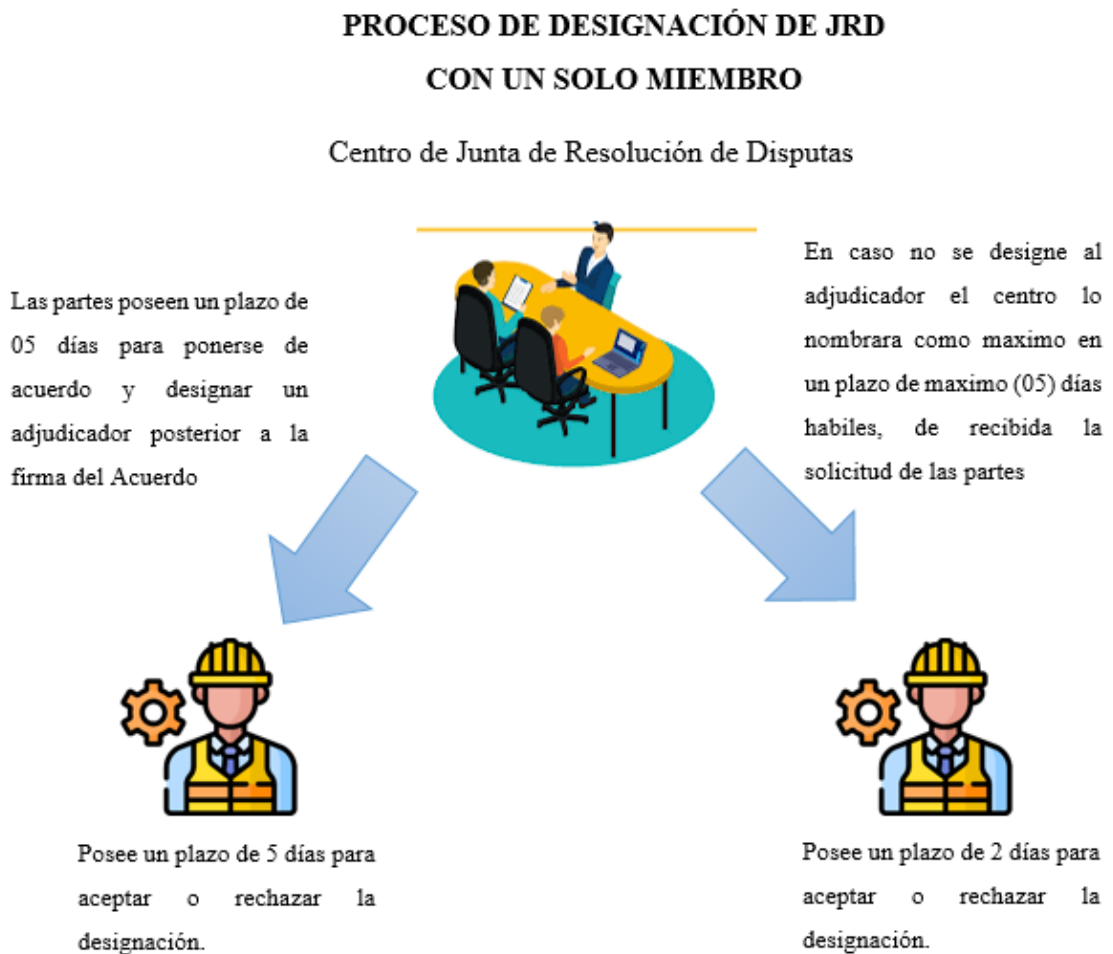 PROCESO DE DESIGNACIÓN DE JRD
CON UN SOLO MIEMBRO
Centro de Junta de Resolución de Disputas
Las partes poseen un plazo de
05 días para ponerse de
acuerdo y designar un
adjudicador posterior a la
firma del Acuerdo
En caso no se designe al
adjudicador el centro lo
nombrara como maximo en
un plazo de maximo (05) días
habiles, de recibida la
solicitud de las partes
Posee un plazo de 5 días para
aceptar o rechazar la
designación.
Posee un plazo de 2 días para
aceptar o rechazar la
designación.